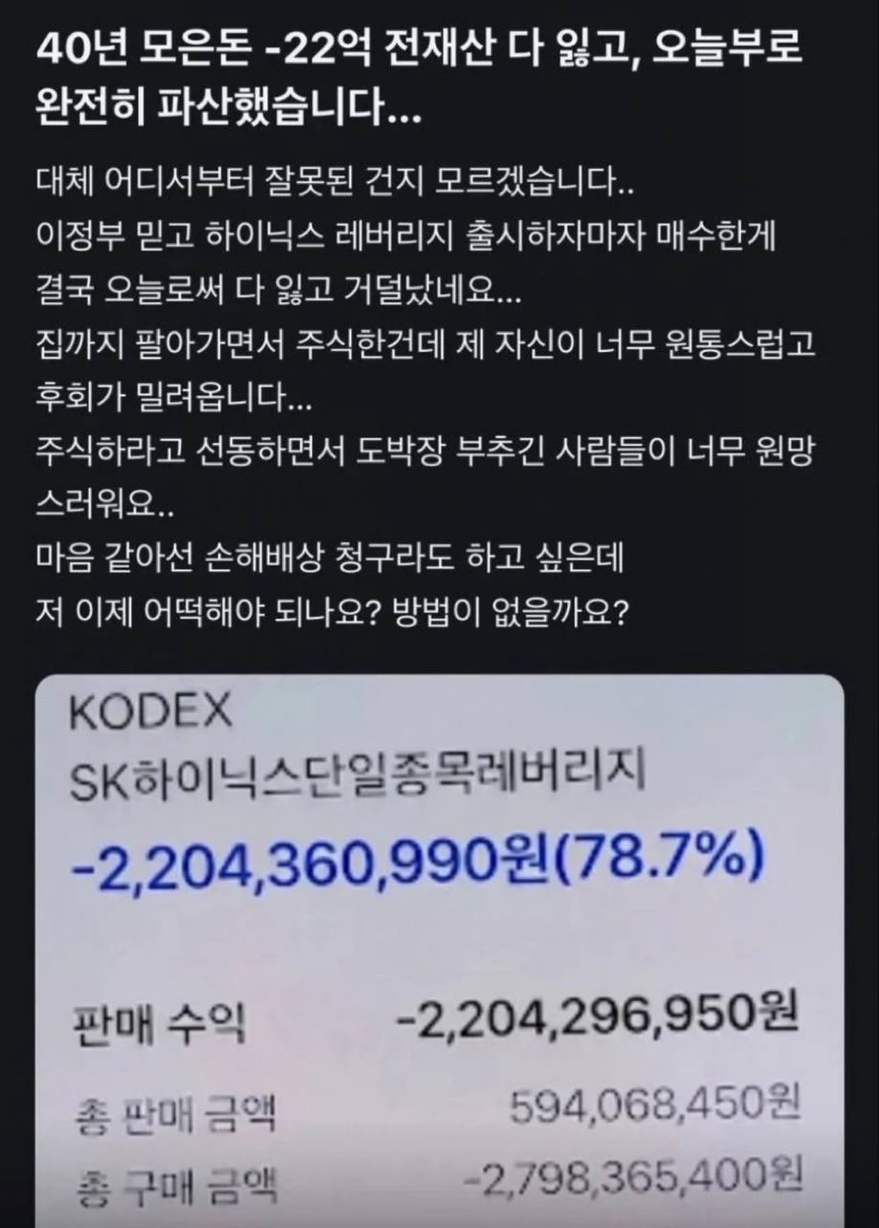 40년 모은돈 -22억 전재산 다 잃고, 오늘부로
완전히 파산했습니다...
대체 어디서부터 잘못된 건지 모르겠습니다..
이정부 믿고 하이닉스 레버리지 출시하자마자 매수한게
결국 오늘로써 다 잃고 거덜났네요...
집까지 팔아가면서 주식한건데 제 자신이 너무 원통스럽고
후회가 밀려옵니다...
주식하라고 선동하면서 도박장 부추긴 사람들이 너무 원망
스러워요..
마음 같아선 손해배상 청구라도 하고 싶은데
저 이제 어떡해야 되나요? 방법이 없을까요?
KODEX
SK하이닉스단일종목레버리지
-2,204,360,990원(78.7%)
판매 수익 -2,204,296,950원
총 판매 금액 594,068,450원
총 구매 금액 -2,798,365,400원